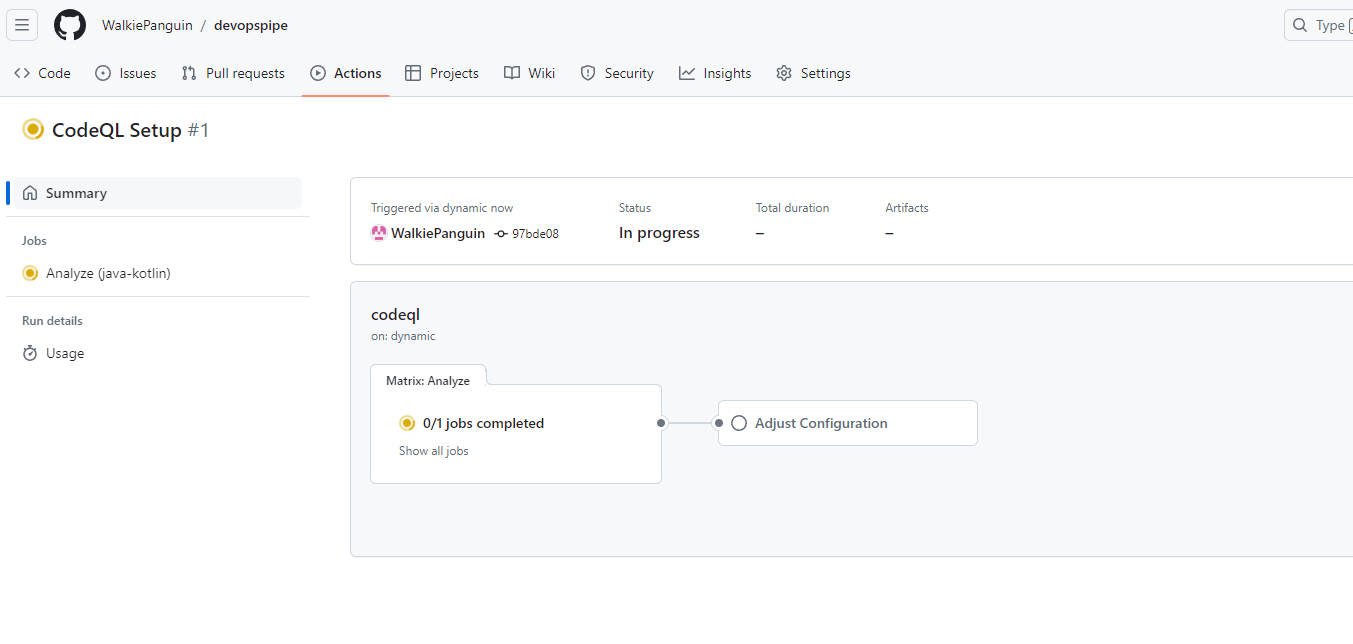 WalkiePanguin / devopspipe
Type
Code Issues Pull requests Actions Projects Wiki Security Insights Settings
CodeQL Setup #1
Summary
Jobs
Analyze (java-kotlin)
Run details
Usage
Triggered via dynamic now
WalkiePanguin 97bde08
Status
In progress
Total duration
–
Artifacts
–
codeql
on: dynamic
Matrix: Analyze
0/1 jobs completed
Show all jobs
Adjust Configuration